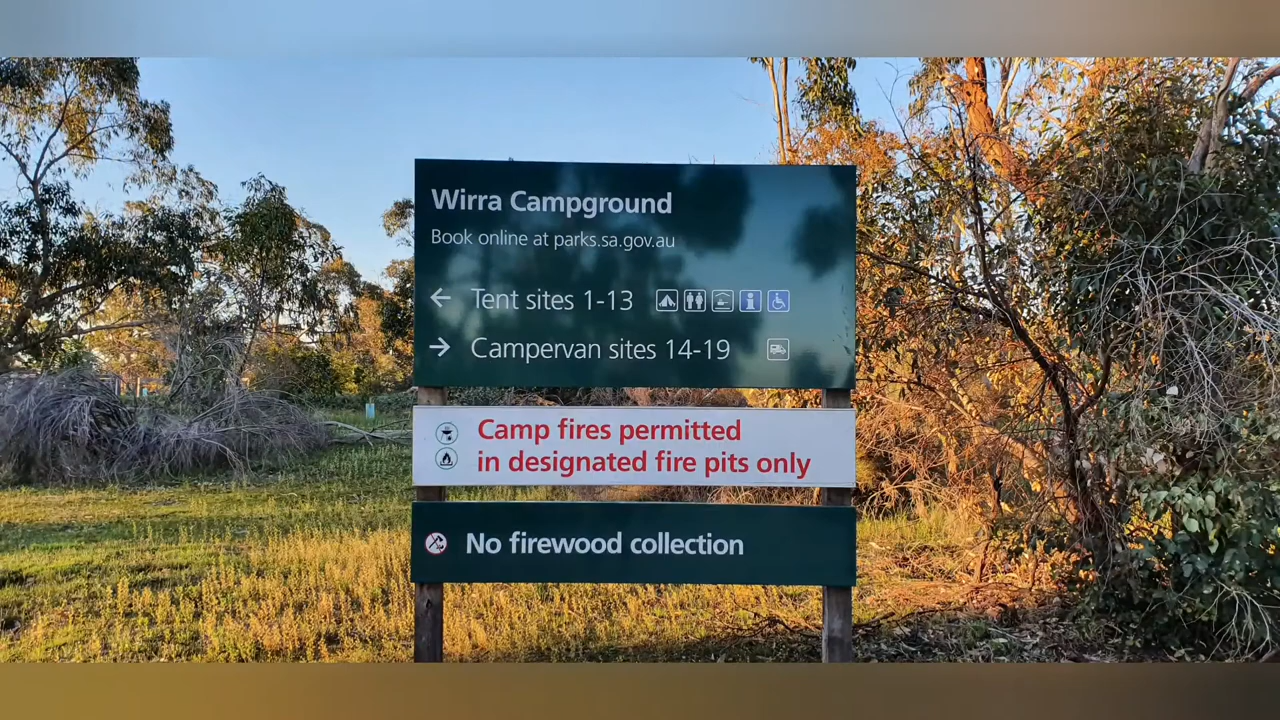 Wirra Campground
Book online at parks.sa.gov.au
← Tent sites 1-13
→ Campervan sites 14-19
Camp fires permitted
in designated fire pits only
No firewood collection